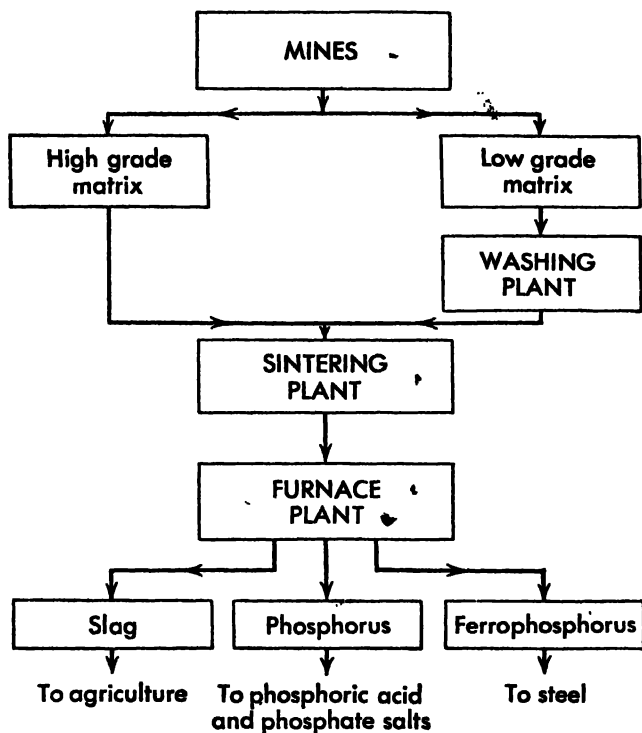 MINES
High grade
matrix
Low grade
matrix
WASHING
PLANT
SINTERING
PLANT
FURNACE
PLANT
Slag
Phosphorus
Ferrophosphorus
To agriculture
To phosphoric acid
and phosphate salts
To steel